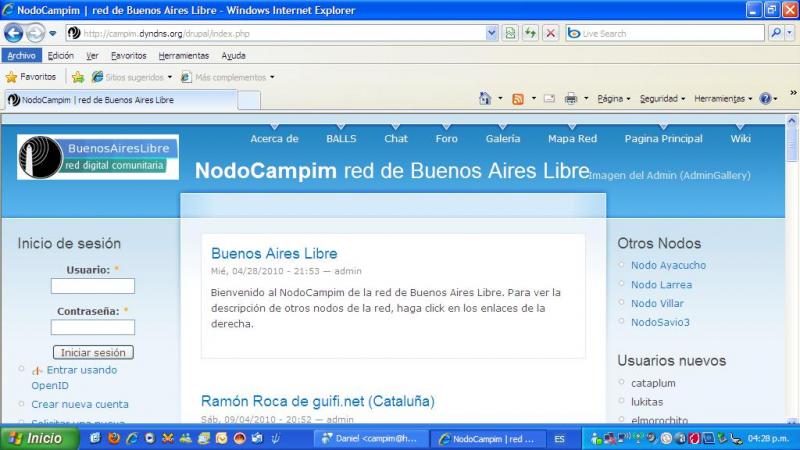 NodoCampim | red de Buenos Aires Libre - Windows Internet Explorer
http://campim.dyndns.org/drupal/index.php
Live Search
Archivo Edición Ver Favoritos Herramientas Ayuda
Favoritos Sitios sugeridos Más complementos
NodoCampim | red de Buenos Aires Libre
Página Seguridad Herramientas
Acerca de BALLS Chat Foro Galería Mapa Red Pagina Principal Wiki
BuenosAiresLibre
red digital comunitaria
NodoCampim red de Buenos Aires Libre
Imagen del Admin (AdminGallery)
Inicio de sesión
Usuario: *
Contraseña: *
Iniciar sesión
Entrar usando
OpenID
Crear nueva cuenta
Solicitar una nueva
Buenos Aires Libre
Mié, 04/28/2010 - 21:53 — admin
Bienvenido al NodoCampim de la red de Buenos Aires Libre. Para ver la
descripción de otros nodos de la red, haga click en los enlaces de la
derecha.
Ramón Roca de guifi.net (Cataluña)
Sáb, 09/04/2010 - 20:52 — admin
Otros Nodos
Nodo Ayacucho
Nodo Larrea
Nodo Villar
NodoSavio3
Usuarios nuevos
cataplum
lukitas
elmorochito
Inicio
Daniel <campim@h...
NodoCampim | red ...
ES
04:28 p.m.